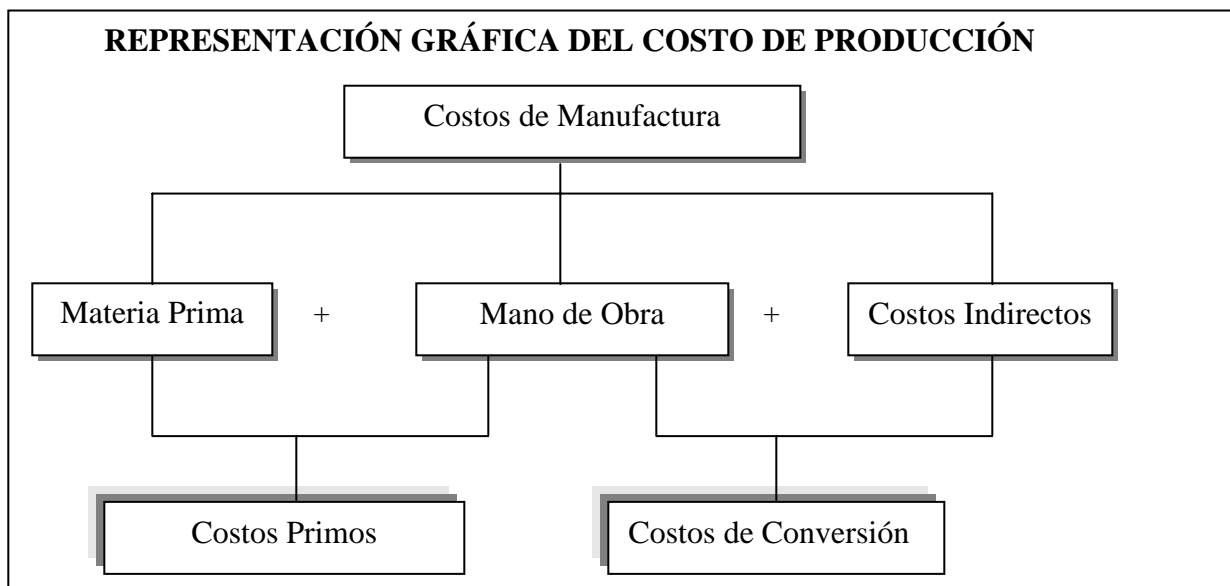 REPRESENTACIÓN GRÁFICA DEL COSTO DE PRODUCCIÓN
Costos de Manufactura
Materia Prima + Mano de Obra + Costos Indirectos
Costos Primos Costos de Conversión